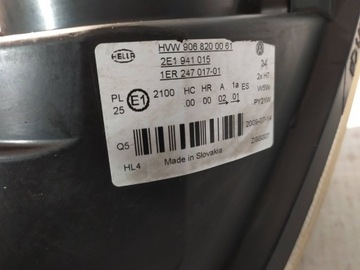 HELLA
HVW 906 820 00 61
2E1 941 015
1ER 247 017-01
2x H7
W5W
PY21W
PL E1 2100 HC HR A 1a ES
25 00 00 02 01
Q5
HL4
Made in Slovakia